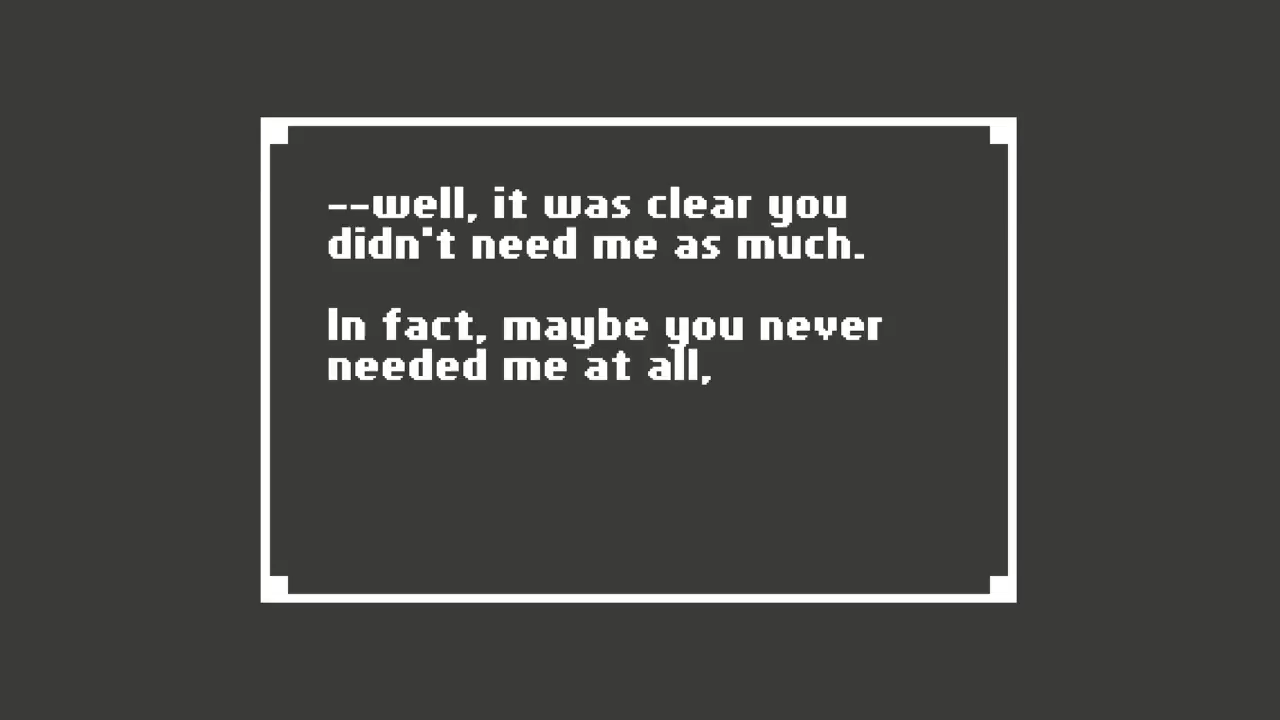 --well, it was clear you
didn't need me as much.
In fact, maybe you never
needed me at all,